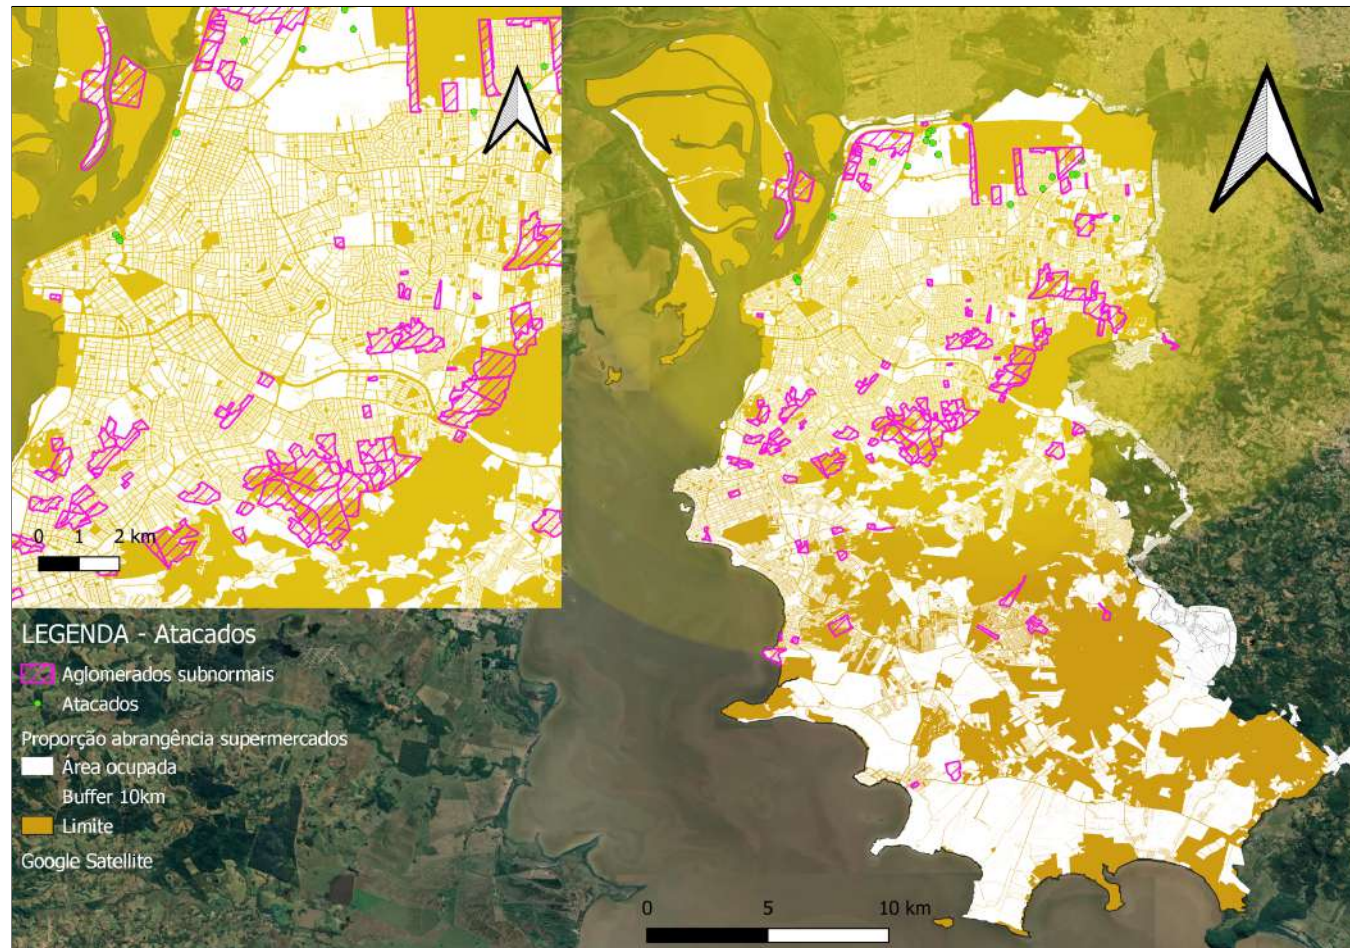 0 1 2 km
LEGENDA - Atacados
Aglomerados subnormais
Atacados
Proporção abrangência supermercados
Área ocupada
Buffer 10km
Limite
Google Satellite
0 5 10 km